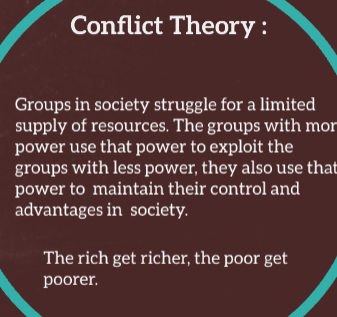 Conflict Theory :
Groups in society struggle for a limited
supply of resources. The groups with mor
power use that power to exploit the
groups with less power, they also use that
power to maintain their control and
advantages in society.
The rich get richer, the poor get
poorer.